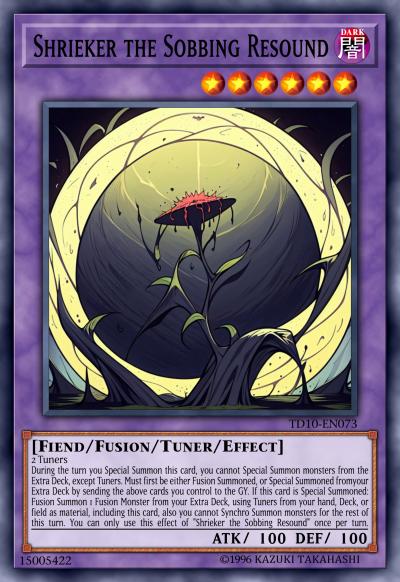 SHRIEKER THE SOBBING RESOUND
DARK
闇
TD10-EN073
[FIEND/FUSION/TUNER/EFFECT]
2 Tuners
During the turn you Special Summon this card, you cannot Special Summon monsters from the
Extra Deck, except Tuners. Must first be either Fusion Summoned, or Special Summoned fromyour
Extra Deck by sending the above cards you control to the GY. If this card is Special Summoned:
Fusion Summon 1 Fusion Monster from your Extra Deck, using Tuners from your hand, Deck, or
field as material, including this card, also you cannot Synchro Summon monsters for the rest of
this turn. You can only use this effect of "Shrieker the Sobbing Resound" once per turn.
ATK/ 100 DEF/ 100
15005422
©1996 KAZUKI TAKAHASHI